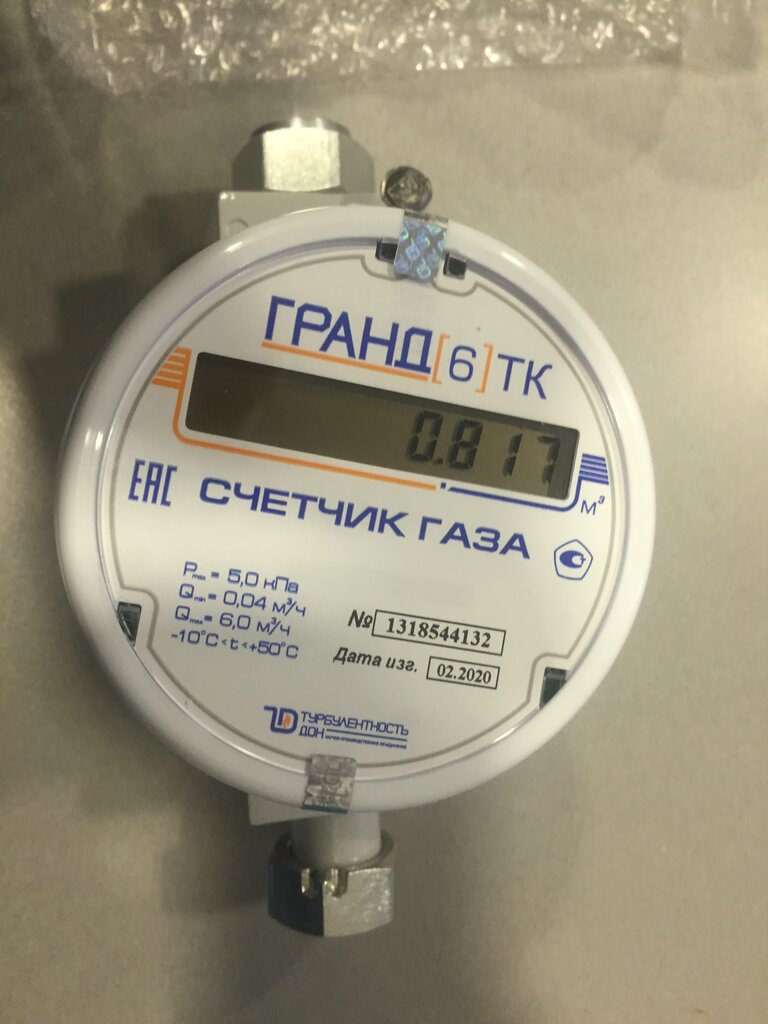 ГРАНД[6]ТК
0.817
м³
ЕАС
СЧЕТЧИК ГАЗА
Pmax = 5,0 кПа
Qmin = 0,04 м³/ч
Qmax = 6,0 м³/ч
-10°C<t<+50°C
№ 1318544132
Дата изг. 02.2020
ТУРБУЛЕНТНОСТЬ
ДОН